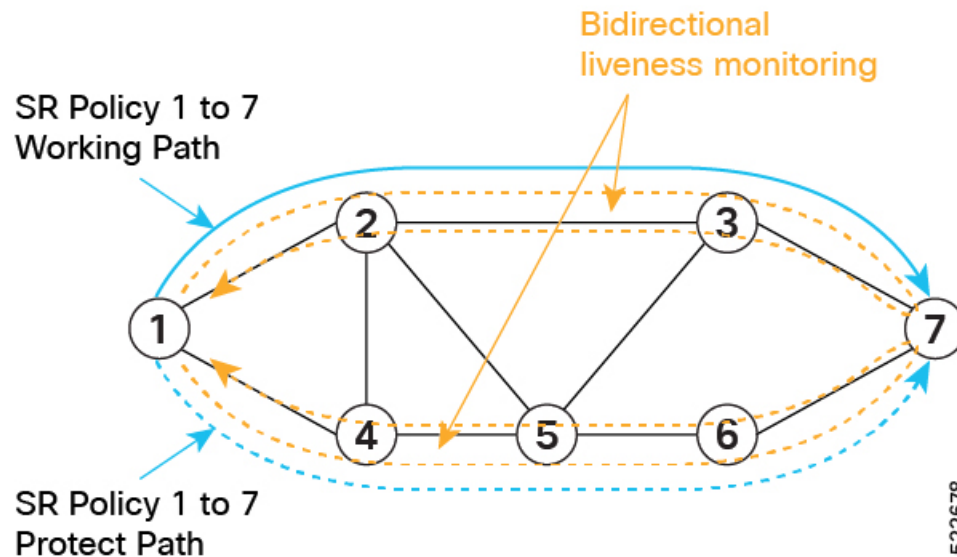 Bidirectional
liveness monitoring
SR Policy 1 to 7
Working Path
2
3
1
7
4
5
6
SR Policy 1 to 7
Protect Path
522678